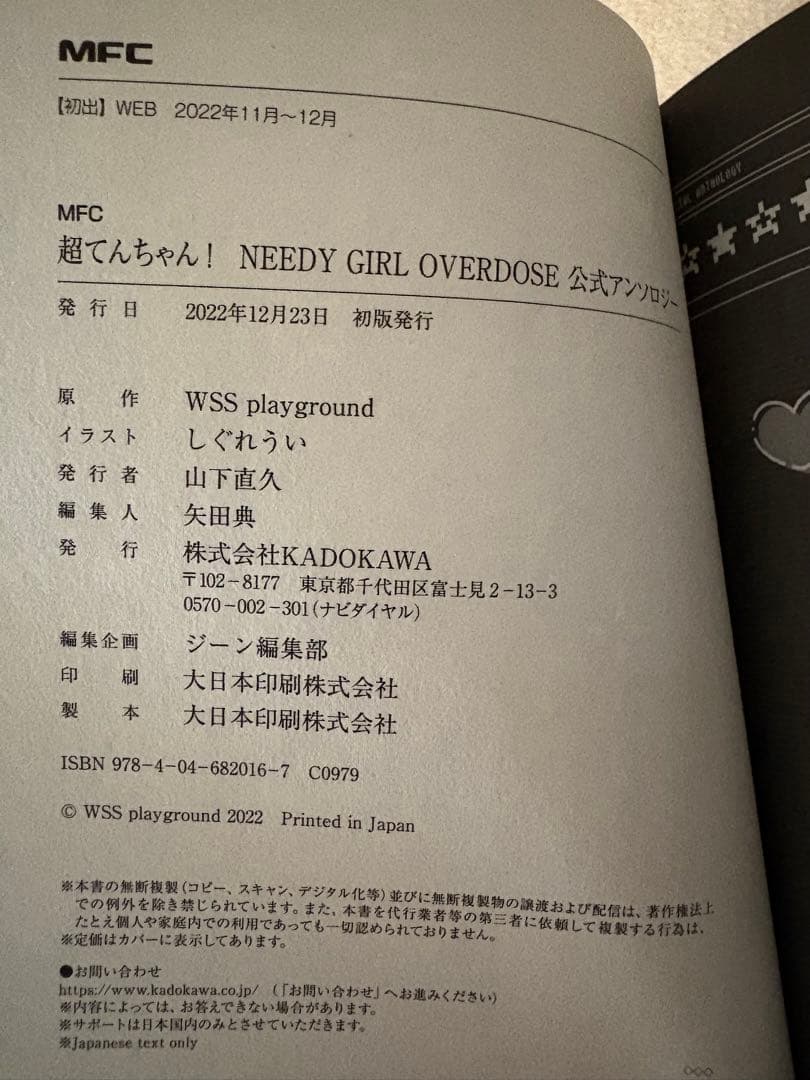 MFC
【初出】WEB 2022年11月～12月
MFC
超てんちゃん！ NEEDY GIRL OVERDOSE 公式アンソロジー
発行日 2022年12月23日 初版発行
原作 WSS playground
イラスト しぐれうい
発行者 山下直久
編集人 矢田典
発行 株式会社KADOKAWA
〒102-8177 東京都千代田区富士見2-13-3
0570-002-301(ナビダイヤル)
編集企画 ジーン編集部
印刷 大日本印刷株式会社
製本 大日本印刷株式会社
ISBN 978-4-04-682016-7 C0979
© WSS playground 2022 Printed in Japan
※本書の無断複製(コピー、スキャン、デジタル化等)並びに無断複製物の譲渡および配信は、著作権法上
での例外を除き禁じられています。また、本書を代行業者等の第三者に依頼して複製する行為は、
たとえ個人や家庭内での利用であっても一切認められておりません。
※定価はカバーに表示してあります。
●お問い合わせ
https://www.kadokawa.co.jp/ (「お問い合わせ」へお進みください)
※内容によっては、お答えできない場合があります。
※サポートは日本国内のみとさせていただきます。
※Japanese text only
ANTHOLOGY